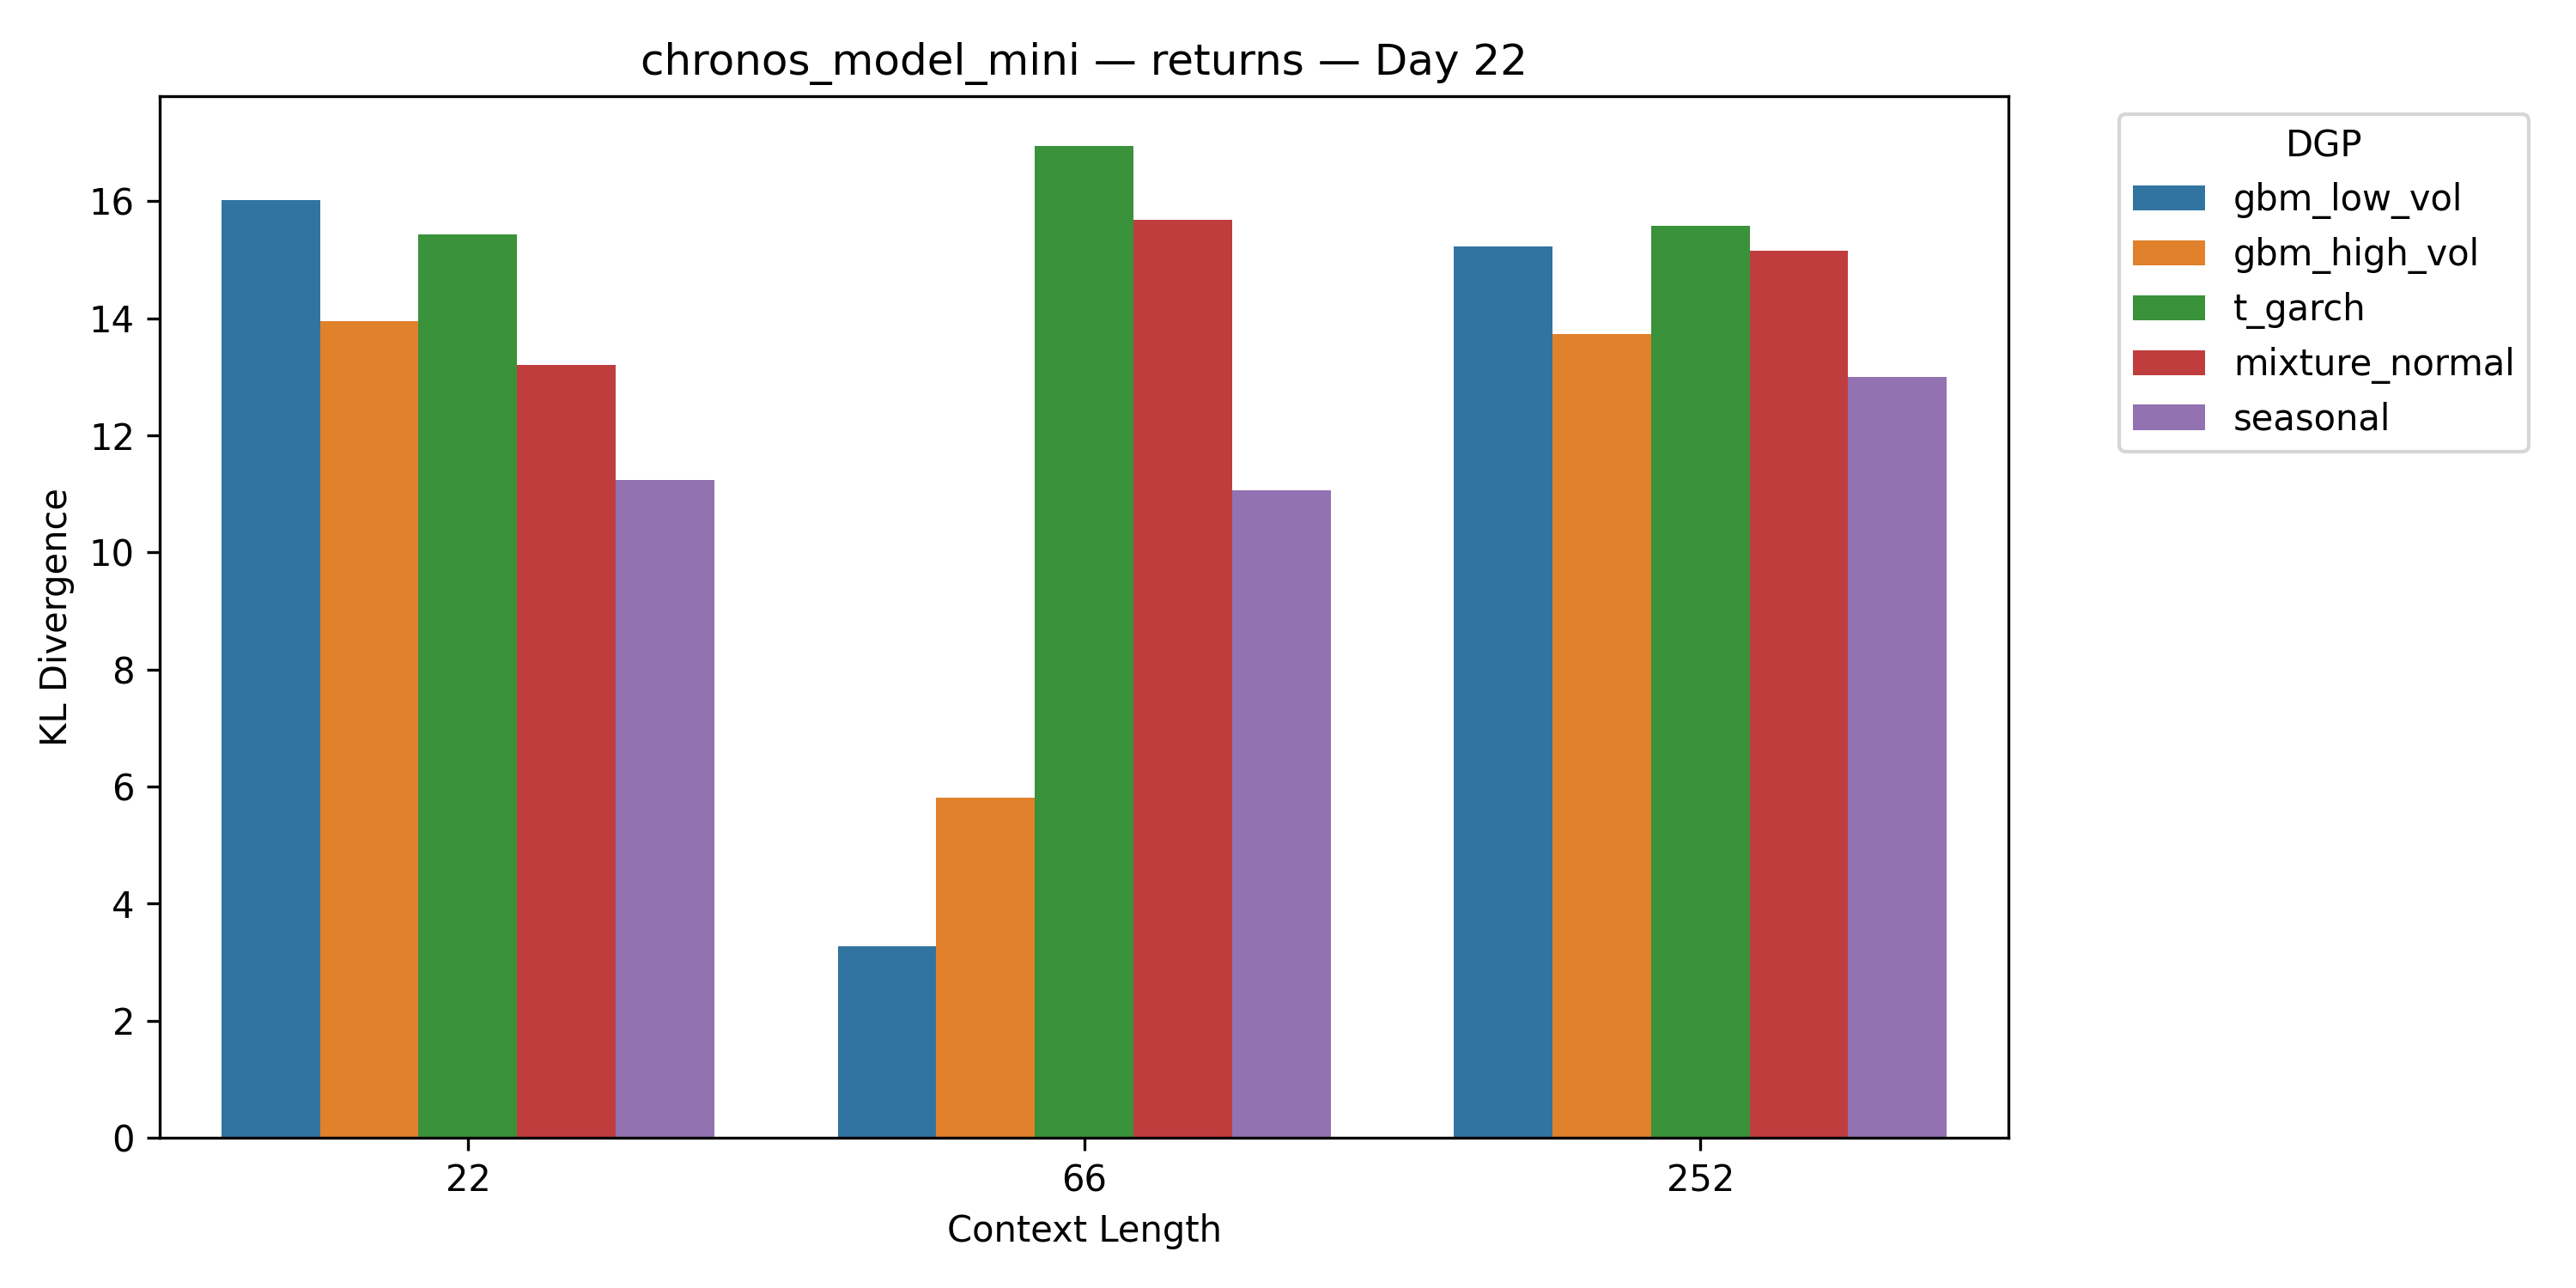 chronos_model_mini — returns — Day 22
KL Divergence
16
14
12
10
8
6
4
2
0
22
66
252
Context Length
DGP
gbm_low_vol
gbm_high_vol
t_garch
mixture_normal
seasonal